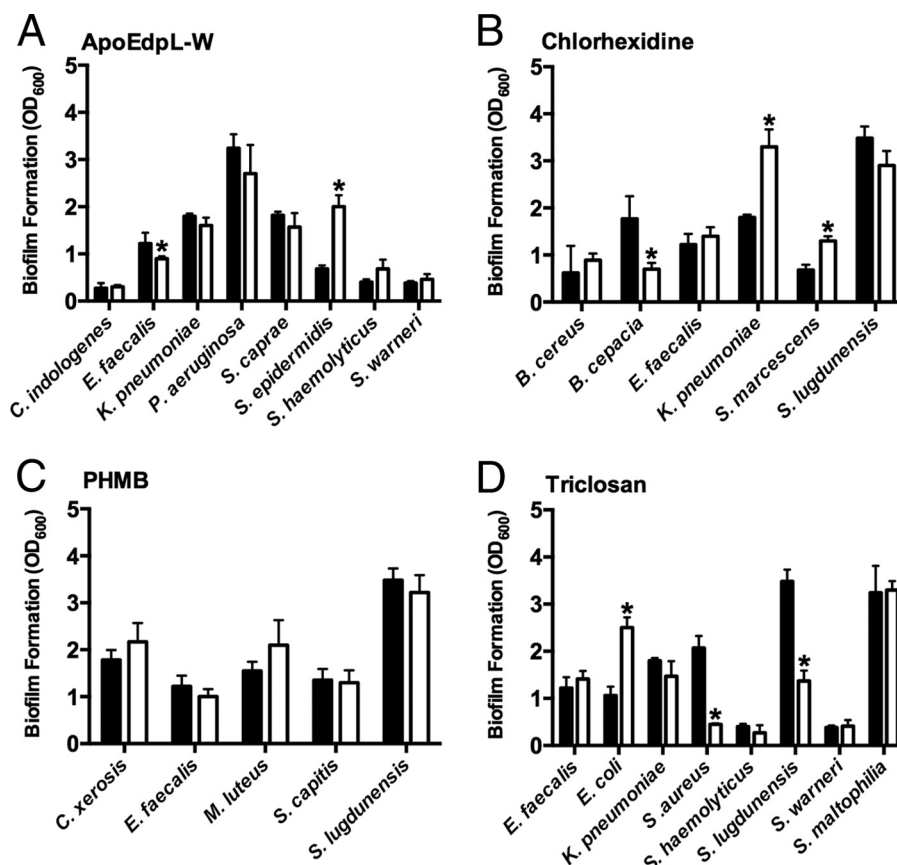 A
ApoEdpL-W
Biofilm Formation (OD600)
5
4
3
2
1
0
C. indologenes
E. faecalis
K. pneumoniae
P. aeruginosa
S. caprae
S. epidermidis
S. haemolyticus
S. warneri
*
*
B
Chlorhexidine
Biofilm Formation (OD600)
5
4
3
2
1
0
B. cereus
B. cepacia
E. faecalis
K. pneumoniae
S. marcescens
S. lugdunensis
*
*
*
C
PHMB
Biofilm Formation (OD600)
5
4
3
2
1
0
C. xerosis
E. faecalis
M. luteus
S. capitis
S. lugdunensis
D
Triclosan
Biofilm Formation (OD600)
5
4
3
2
1
0
E. faecalis
E. coli
K. pneumoniae
S. aureus
S. haemolyticus
S. lugdunensis
S. warneri
S. maltophilia
*
*
*